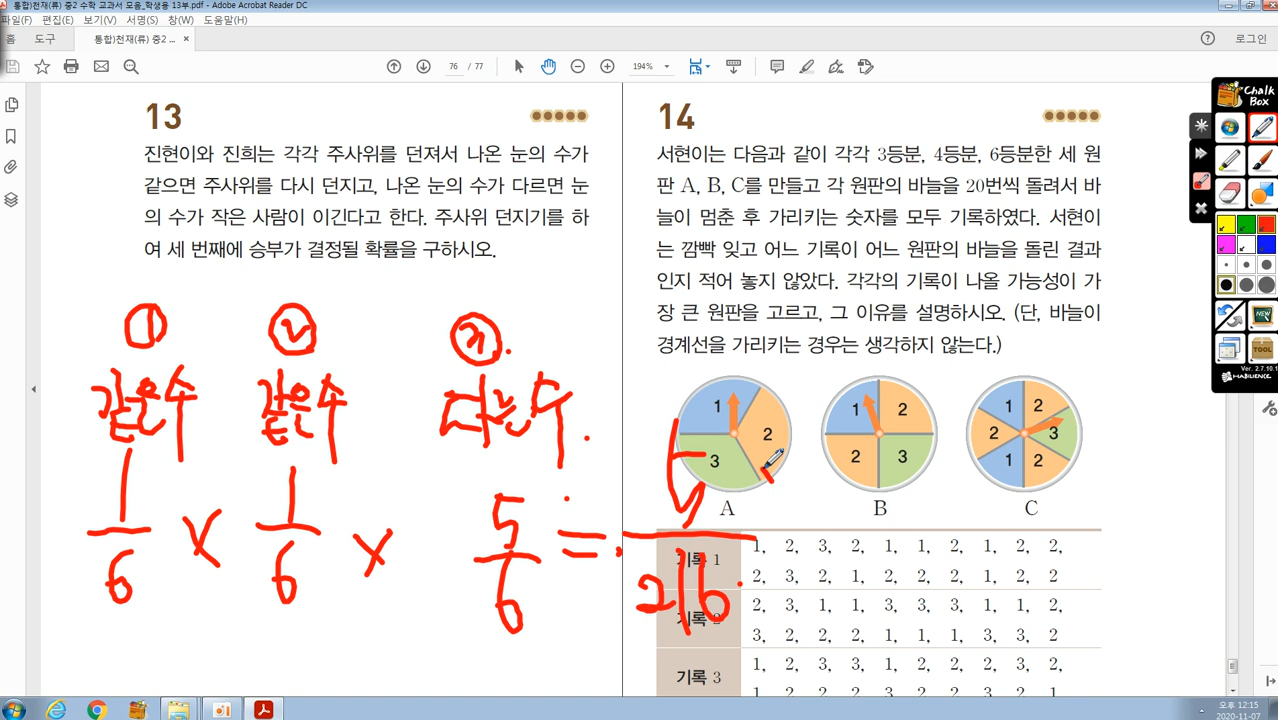 통합)천재(류) 중2 수학 교과서 모음_학생용 13부.pdf - Adobe Acrobat Reader DC
파일(F) 편집(E) 보기(V) 서명(S) 창(W) 도움말(H)
홈 도구 통합)천재(류) 중2 ... × 로그인
76 / 77 194%
13
진현이와 진희는 각각 주사위를 던져서 나온 눈의 수가
같으면 주사위를 다시 던지고, 나온 눈의 수가 다르면 눈
의 수가 작은 사람이 이긴다고 한다. 주사위 던지기를 하
여 세 번째에 승부가 결정될 확률을 구하시오.
① ②
같은수 같은수 다른수
1/6 × 1/6 × 5/6 = 5/216
14
서현이는 다음과 같이 각각 3등분, 4등분, 6등분한 세 원
판 A, B, C를 만들고 각 원판의 바늘을 20번씩 돌려서 바
늘이 멈춘 후 가리키는 숫자를 모두 기록하였다. 서현이
는 깜빡 잊고 어느 기록이 어느 원판의 바늘을 돌린 결과
인지 적어 놓지 않았다. 각각의 기록이 나올 가능성이 가
장 큰 원판을 고르고, 그 이유를 설명하시오. (단, 바늘이
경계선을 가리키는 경우는 생각하지 않는다.)
1 2 3
1 2 2 3
1 2 2 3 1 2
A B C
기록 1 1, 2, 3, 2, 1, 1, 2, 1, 2, 2,
2, 3, 2, 1, 2, 2, 2, 1, 2, 2
기록 2 2, 3, 1, 1, 3, 3, 3, 1, 1, 2,
3, 2, 2, 2, 1, 1, 1, 3, 3, 2
기록 3 1, 2, 3, 3, 1, 2, 2, 2, 3, 2,
1, 2, 2, 2, 3, 2, 2, 3, 2, 1
Chalk Box
NEW
TOOL
Ver. 2.7.10.1
HABILIENCE
오후 12:15
2020-11-07